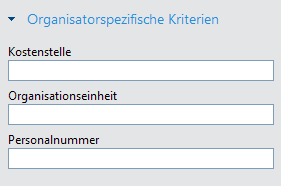 Organisatorspezifische Kriterien
Kostenstelle
Organisationseinheit
Personalnummer